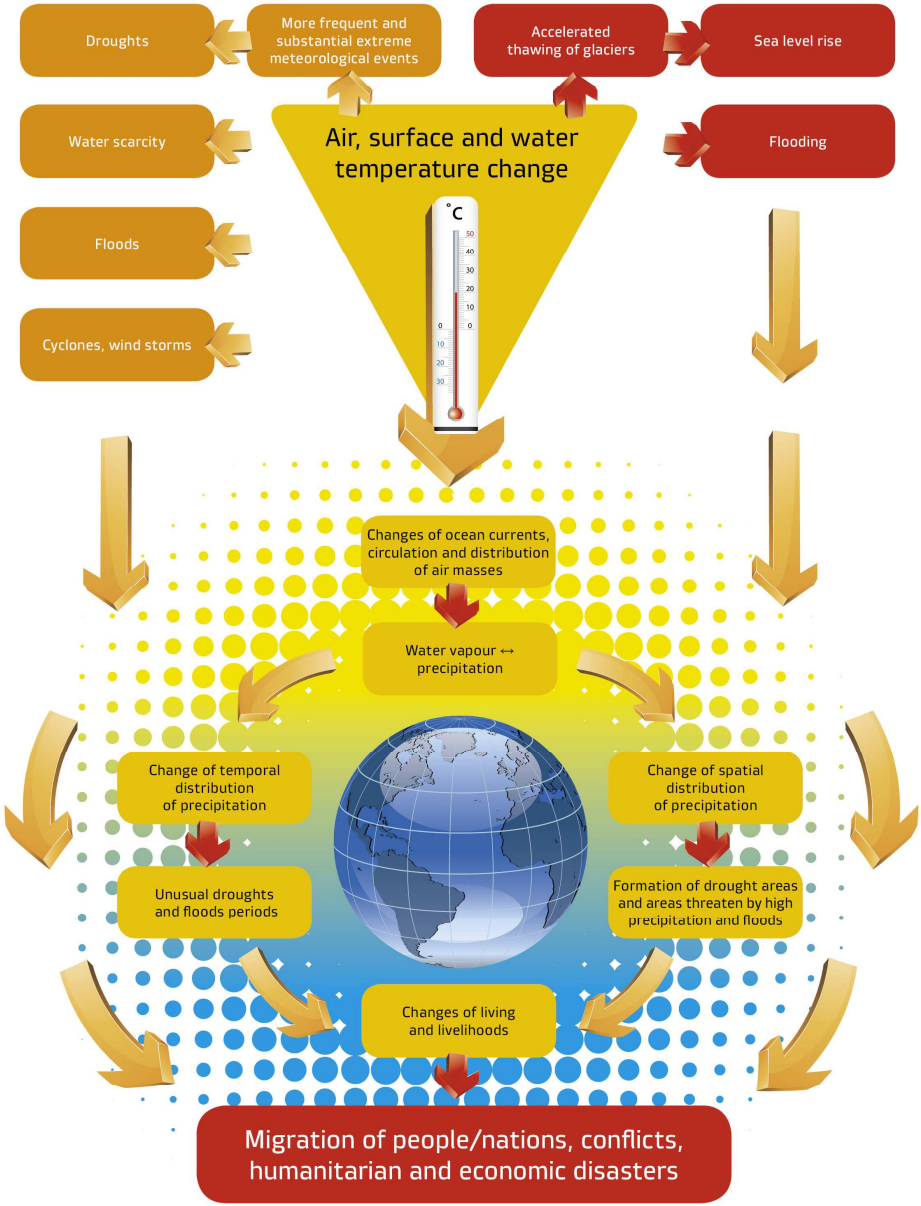 Droughts
More frequent and
substantial extreme
meteorological events
Accelerated
thawing of glaciers
Sea level rise
Water scarcity
Air, surface and water
temperature change
Flooding
Floods
Cyclones, wind storms
°C
50
40
30
20
10
0
0
10
20
30
Changes of ocean currents,
circulation and distribution
of air masses
Water vapour ↔
precipitation
Change of temporal
distribution
of precipitation
Change of spatial
distribution
of precipitation
Unusual droughts
and floods periods
Formation of drought areas
and areas threaten by high
precipitation and floods
Changes of living
and livelihoods
Migration of people/nations, conflicts,
humanitarian and economic disasters